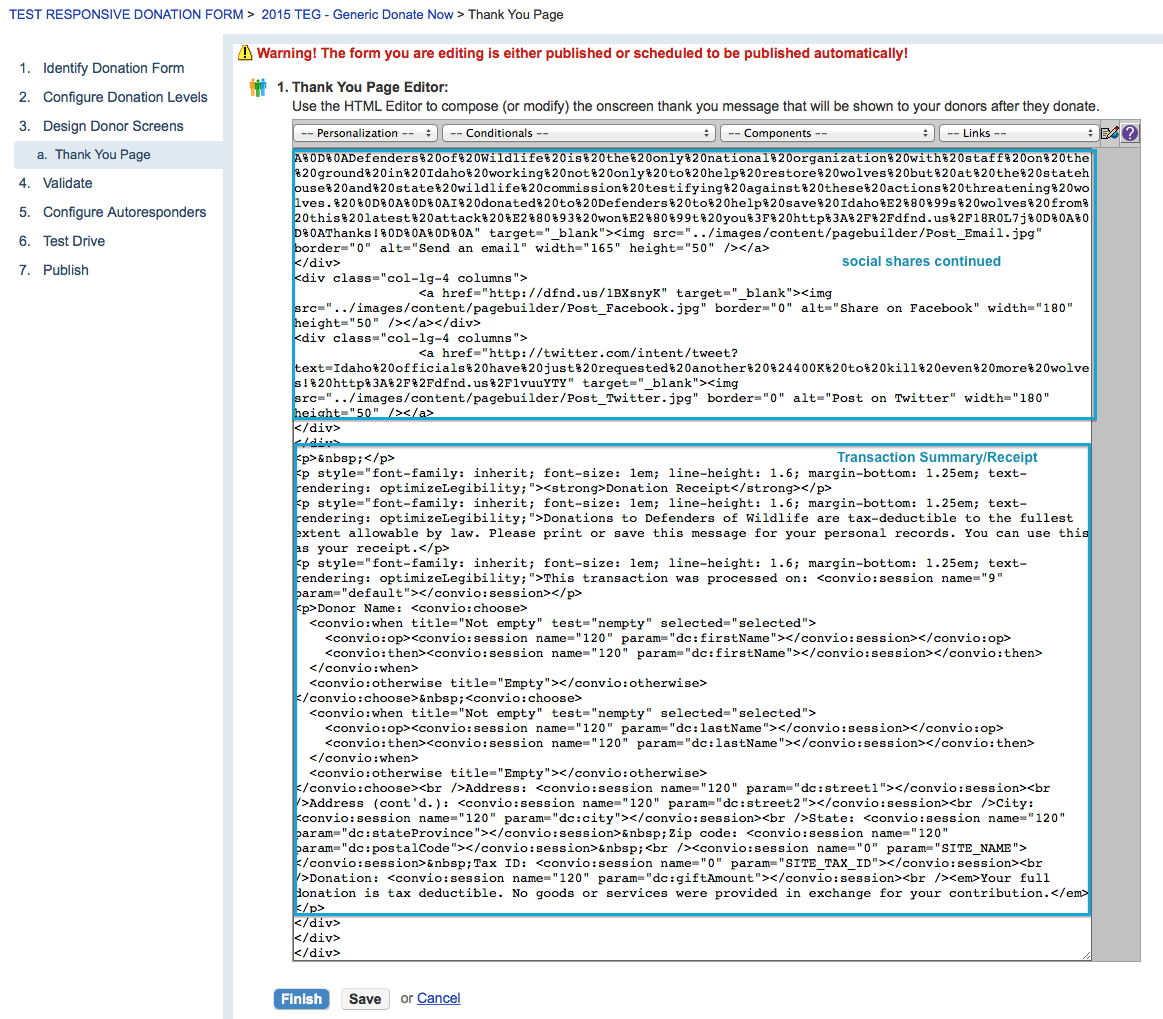 TEST RESPONSIVE DONATION FORM > 2015 TEG - Generic Donate Now > Thank You Page
1. Identify Donation Form
2. Configure Donation Levels
3. Design Donor Screens
a. Thank You Page
4. Validate
5. Configure Autoresponders
6. Test Drive
7. Publish
Warning! The form you are editing is either published or scheduled to be published automatically!
1. Thank You Page Editor:
Use the HTML Editor to compose (or modify) the onscreen thank you message that will be shown to your donors after they donate.
-- Personalization -- -- Conditionals -- -- Components -- -- Links -- ?
A%0D%0ADefenders%20of%20Wildlife%20is%20the%20only%20national%20organization%20with%20staff%20on%20the
%20ground%20in%20Idaho%20working%20not%20only%20to%20help%20restore%20wolves%20but%20at%20the%20stateh
ouse%20and%20state%20wildlife%20commission%20testifying%20against%20these%20actions%20threatening%20wo
lves.%20%0D%0A%0D%0AI%20donated%20to%20Defenders%20to%20help%20save%20Idaho%E2%80%99s%20wolves%20from%
20this%20latest%20attack%20%E2%80%93%20won%E2%80%99t%20you%3F%20http%3A%2F%2Fdfnd.us%2F18R0L7j%0D%0A%0
D%0AThanks!%0D%0A%0D%0A" target="_blank"><img src="../images/content/pagebuilder/Post_Email.jpg"
border="0" alt="Send an email" width="165" height="50" /></a>
</div>
social shares continued
<div class="col-lg-4 columns">
<a href="http://dfnd.us/1BXsnyK" target="_blank"><img
src="../images/content/pagebuilder/Post_Facebook.jpg" border="0" alt="Share on Facebook" width="180"
height="50" /></a></div>
<div class="col-lg-4 columns">
<a href="http://twitter.com/intent/tweet?
text=Idaho%20officials%20have%20just%20requested%20another%20%24400K%20to%20kill%20even%20more%20wolve
s!%20http%3A%2F%2Fdfnd.us%2F1vuuYTY" target="_blank"><img
src="../images/content/pagebuilder/Post_Twitter.jpg" border="0" alt="Post on Twitter" width="180"
height="50" /></a>
</div>
</div>
<p>&nbsp;</p>
Transaction Summary/Receipt
<p style="font-family: inherit; font-size: 1em; line-height: 1.6; margin-bottom: 1.25em; text-
rendering: optimizeLegibility;"><strong>Donation Receipt</strong></p>
<p style="font-family: inherit; font-size: 1em; line-height: 1.6; margin-bottom: 1.25em; text-
rendering: optimizeLegibility;">Donations to Defenders of Wildlife are tax-deductible to the fullest
extent allowable by law. Please print or save this message for your personal records. You can use this
as your receipt.</p>
<p style="font-family: inherit; font-size: 1em; line-height: 1.6; margin-bottom: 1.25em; text-
rendering: optimizeLegibility;">This transaction was processed on: <convio:session name="9"
param="default"></convio:session></p>
<p>Donor Name: <convio:choose>
<convio:when title="Not empty" test="nempty" selected="selected">
<convio:op><convio:session name="120" param="dc:firstName"></convio:session></convio:op>
<convio:then><convio:session name="120" param="dc:firstName"></convio:session></convio:then>
</convio:when>
<convio:otherwise title="Empty"></convio:otherwise>
</convio:choose>&nbsp;<convio:choose>
<convio:when title="Not empty" test="nempty" selected="selected">
<convio:op><convio:session name="120" param="dc:lastName"></convio:session></convio:op>
<convio:then><convio:session name="120" param="dc:lastName"></convio:session></convio:then>
</convio:when>
<convio:otherwise title="Empty"></convio:otherwise>
</convio:choose><br />Address: <convio:session name="120" param="dc:street1"></convio:session><br
/>Address (cont'd.): <convio:session name="120" param="dc:street2"></convio:session><br />City:
<convio:session name="120" param="dc:city"></convio:session><br />State: <convio:session name="120"
param="dc:stateProvince"></convio:session>&nbsp;Zip code: <convio:session name="120"
param="dc:postalCode"></convio:session>&nbsp;<br /><convio:session name="0" param="SITE_NAME">
</convio:session>&nbsp;Tax ID: <convio:session name="0" param="SITE_TAX_ID"></convio:session><br
/>Donation: <convio:session name="120" param="dc:giftAmount"></convio:session><br /><em>Your full
donation is tax deductible. No goods or services were provided in exchange for your contribution.</em>
</p>
</div>
</div>
</div>
Finish Save or Cancel